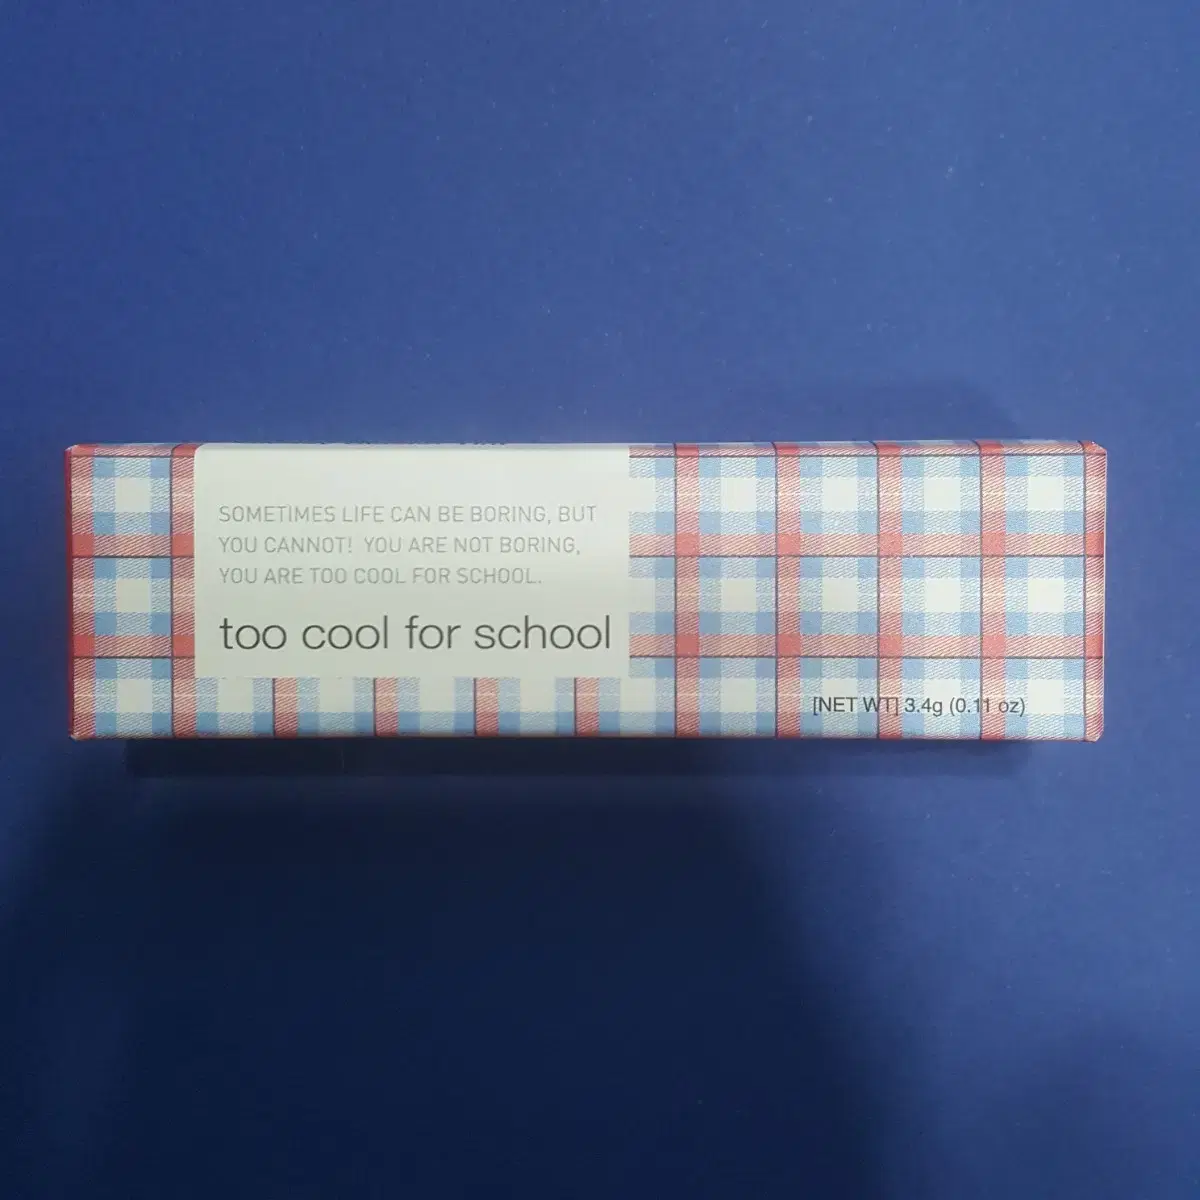 SOMETIMES LIFE CAN BE BORING, BUT
YOU CANNOT! YOU ARE NOT BORING,
YOU ARE TOO COOL FOR SCHOOL.
too cool for school
[NET WT] 3.4g (0.11 oz)